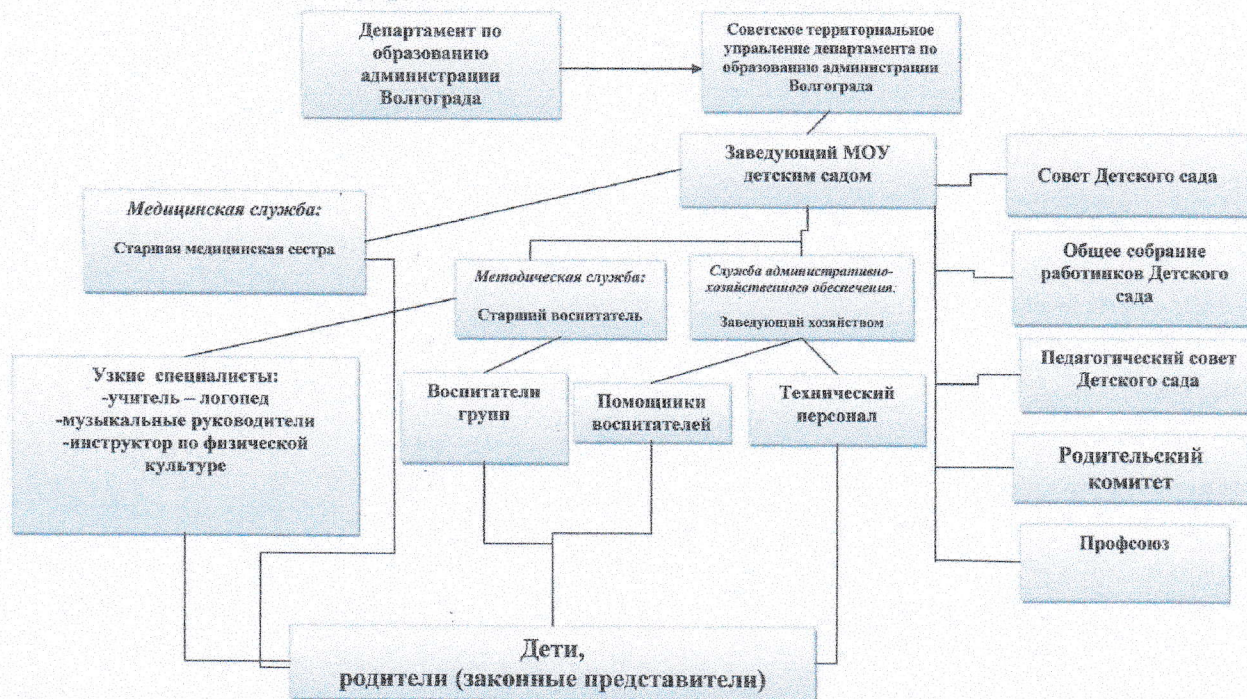 Департамент по
образованию
администрации
Волгограда
Советское территориальное
управление департамента по
образованию администрации
Волгограда
Заведующий МОУ
детским садом
Совет Детского сада
Медицинская служба:
Старшая медицинская сестра
Общее собрание
работников Детского
сада
Методическая служба:
Старший воспитатель
Служба административно-
хозяйственного обеспечения:
Заведующий хозяйством
Педагогический совет
Детского сада
Узкие специалисты:
-учитель – логопед
-музыкальные руководители
-инструктор по физической
культуре
Воспитатели
групп
Помощники
воспитателей
Технический
персонал
Родительский
комитет
Профсоюз
Дети,
родители (законные представители)